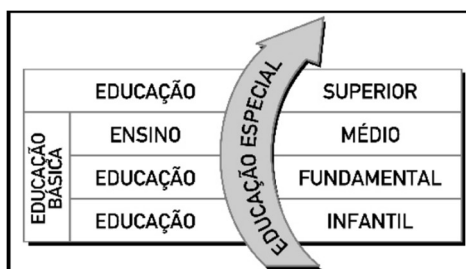 EDUCAÇÃO SUPERIOR
ENSINO MÉDIO
EDUCAÇÃO FUNDAMENTAL
EDUCAÇÃO INFANTIL
EDUCAÇÃO
BÁSICA
EDUCAÇÃO ESPECIAL